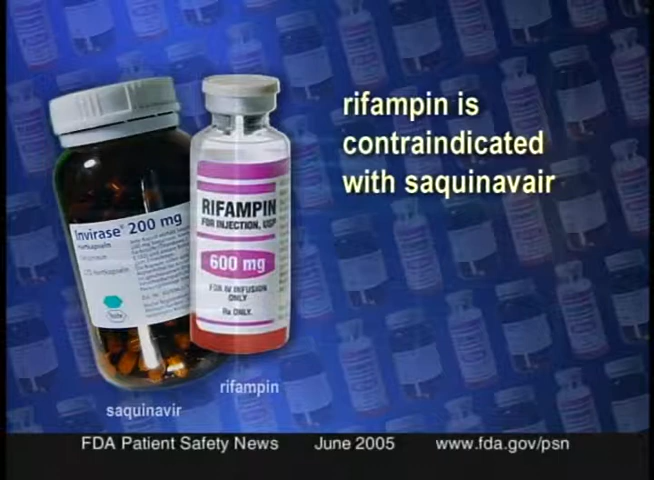 rifampin is
contraindicated
with saquinavair
Invirase® 200 mg
Hartkapseln
RIFAMPIN
FOR INJECTION, USP
600 mg
FOR IV INFUSION
ONLY
Rx ONLY
rifampin
saquinavir
FDA Patient Safety News June 2005 www.fda.gov/psn